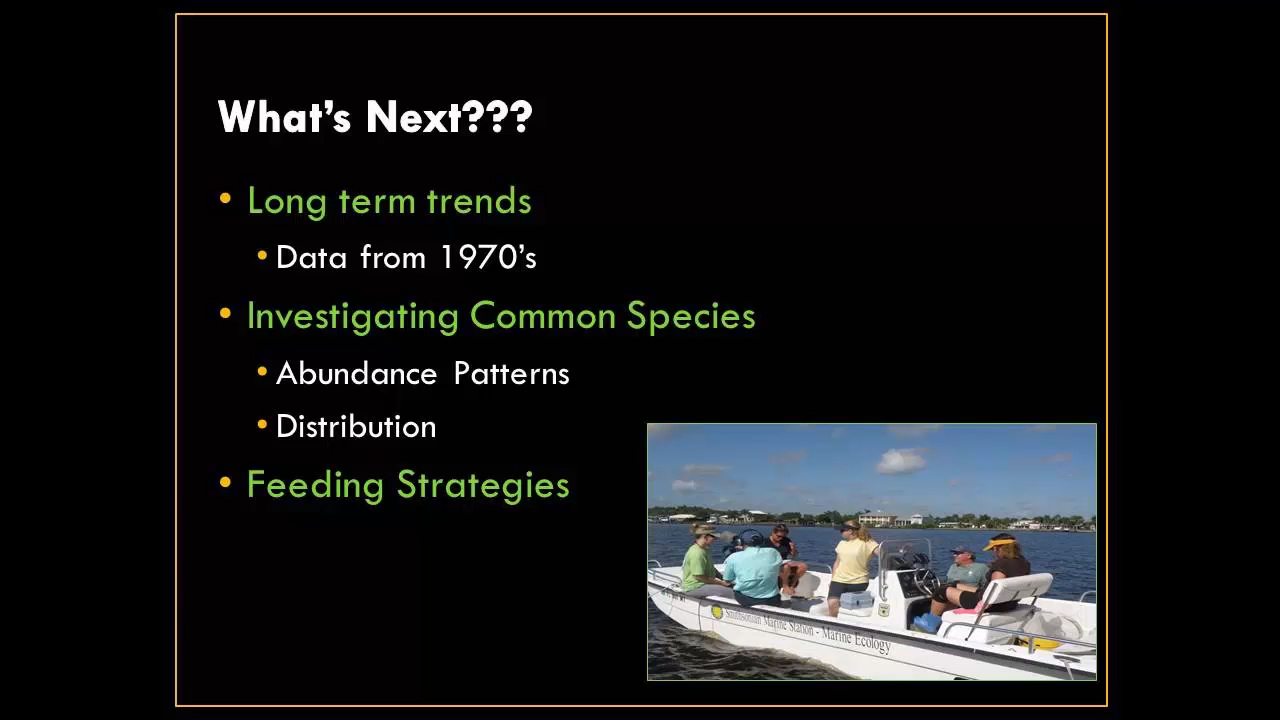 What's Next???
• Long term trends
• Data from 1970's
• Investigating Common Species
• Abundance Patterns
• Distribution
• Feeding Strategies
Smithsonian Marine Station - Marine Ecology